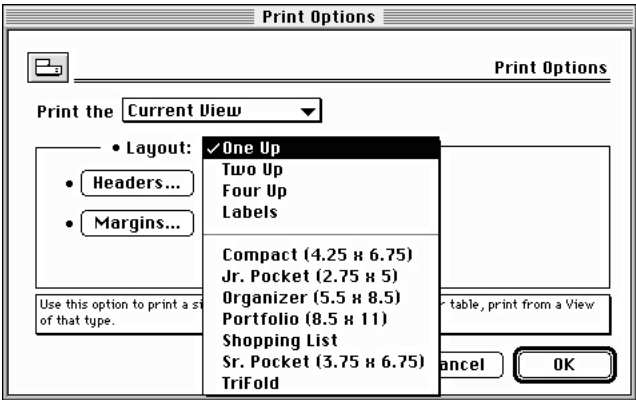 Print Options
Print Options
Print the Current View
• Layout: ✓One Up
Two Up
Four Up
Labels
• Headers...
• Margins...
Compact (4.25 x 6.75)
Jr. Pocket (2.75 x 5)
Organizer (5.5 x 8.5)
Portfolio (8.5 x 11)
Shopping List
Sr. Pocket (3.75 x 6.75)
TriFold
Use this option to print a
table, print from a View
of that type.
OK